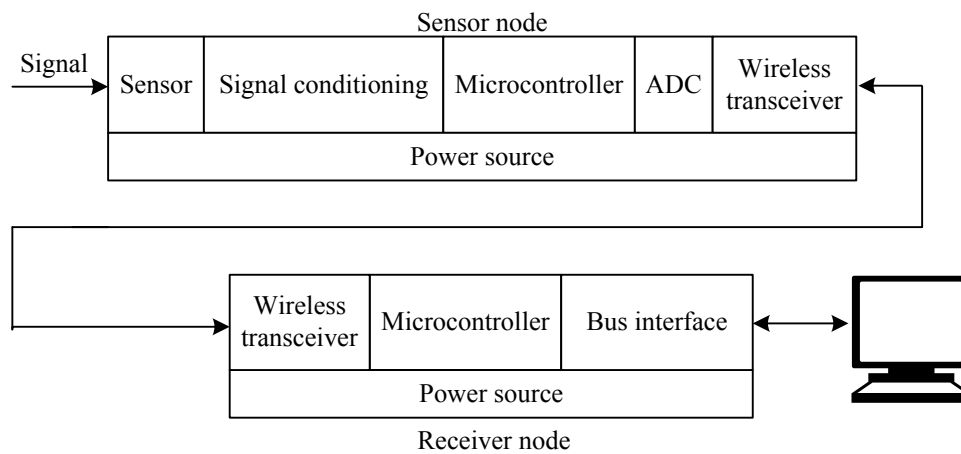 Sensor node
Signal
Sensor
Signal conditioning
Microcontroller
ADC
Wireless
transceiver
Power source
Wireless
transceiver
Microcontroller
Bus interface
Power source
Receiver node